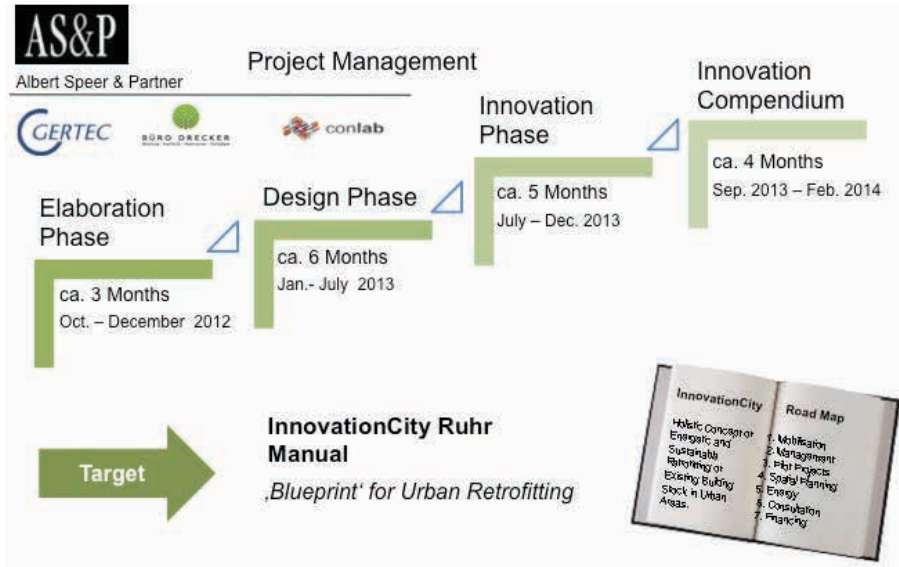 AS&P
Albert Speer & Partner
Project Management
GERTEC
BÜRO DRECKER
conlab
Elaboration
Phase
ca. 3 Months
Oct. – December 2012
Design Phase
ca. 6 Months
Jan.- July 2013
Innovation
Phase
ca. 5 Months
July – Dec. 2013
Innovation
Compendium
ca. 4 Months
Sep. 2013 – Feb. 2014
Target
InnovationCity Ruhr
Manual
‚Blueprint‘ for Urban Retrofitting
InnovationCity
Holistic Concept of
Energetic and
Sustainable
Retrofitting of
Existing Building
Stock in Urban
Areas.
Road Map
1. Mobilisation
2. Management
3. Pilot Projects
4. Spatial Planning
5. Energy
6. Consultation
7. Financing